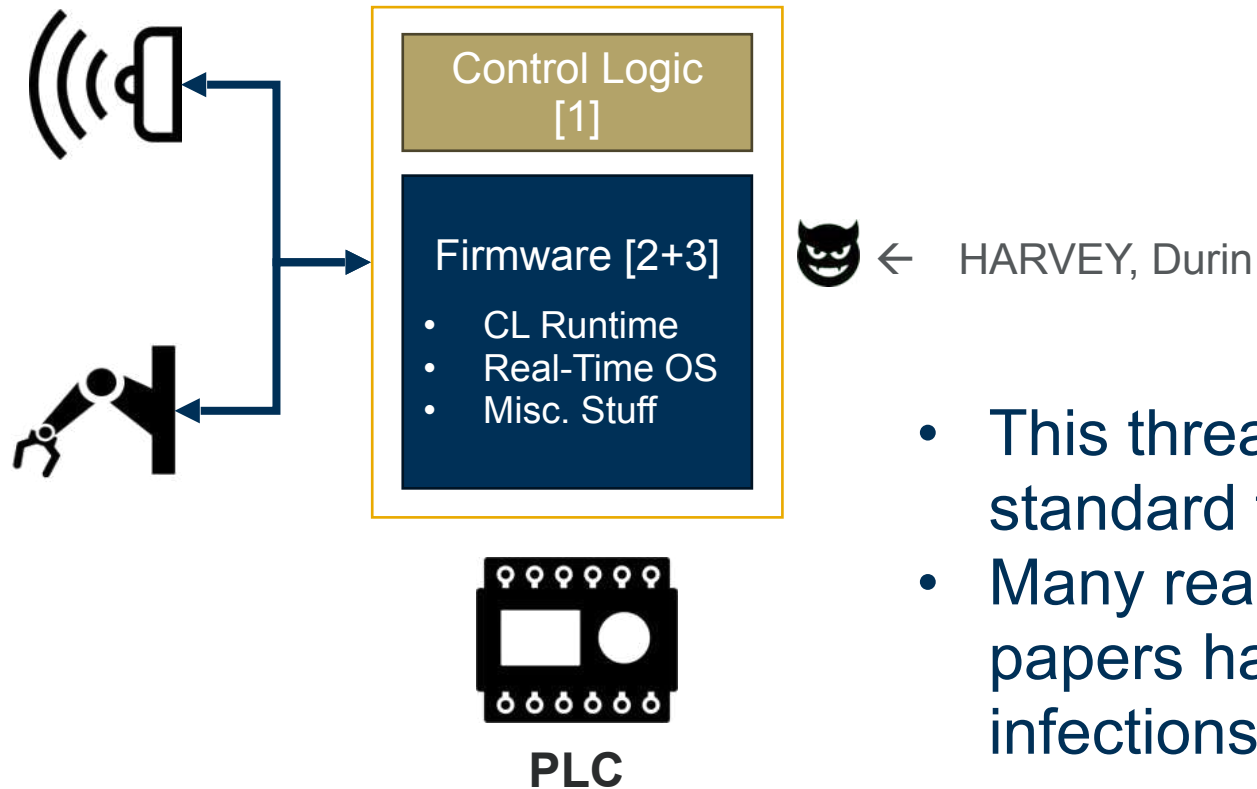 Control Logic
[1]
Firmware [2+3]
• CL Runtime
• Real-Time OS
• Misc. Stuff
← HARVEY, Durin
• This threa
standard
• Many rea
papers ha
infections
PLC